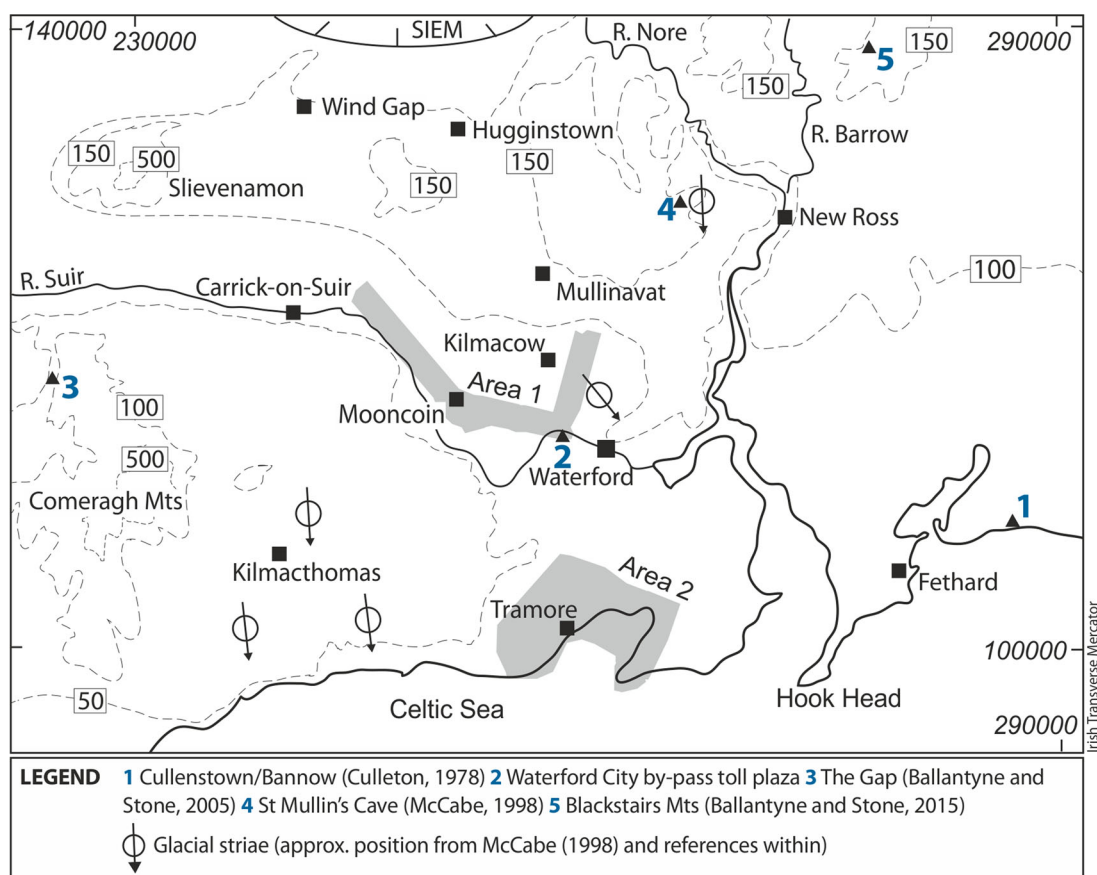 140000 230000
SIEM
R. Nore
290000
150
5
150
Wind Gap
Hugginstown
R. Barrow
150
500
150
150
Slievenamon
4
New Ross
R. Suir
Carrick-on-Suir
Mullinavat
100
Kilmacow
3
Area 1
100
Mooncoin
500
2
Waterford
Comeragh Mts
1
Kilmacthomas
Area 2
Fethard
Tramore
100000
50
Celtic Sea
Hook Head
290000
Irish Transverse Mercator
LEGEND 1 Cullenstown/Bannow (Culleton, 1978) 2 Waterford City by-pass toll plaza 3 The Gap (Ballantyne and
Stone, 2005) 4 St Mullin's Cave (McCabe, 1998) 5 Blackstairs Mts (Ballantyne and Stone, 2015)
Glacial striae (approx. position from McCabe (1998) and references within)